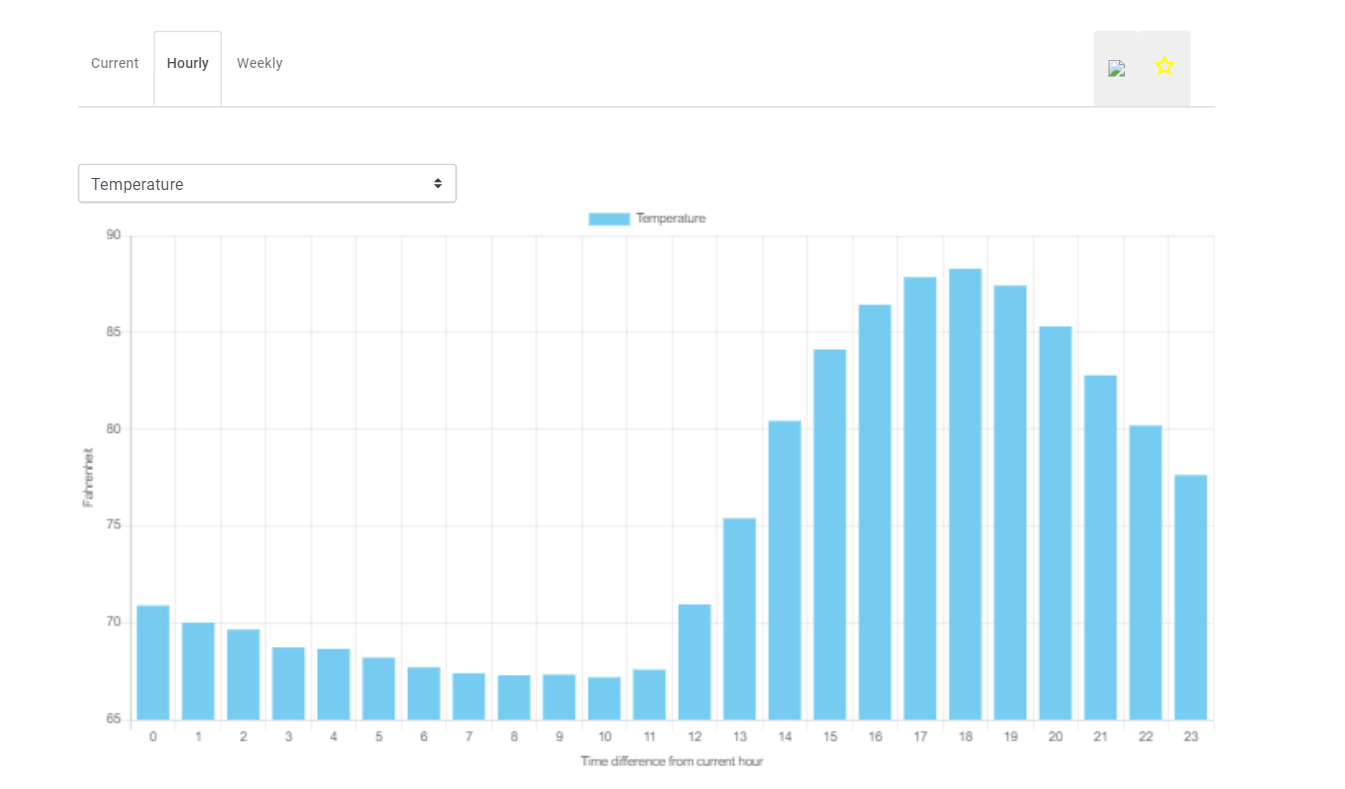 Current Hourly Weekly
Temperature
Temperature
90
85
80
75
70
65
Fahrenheit
0 1 2 3 4 5 6 7 8 9 10 11 12 13 14 15 16 17 18 19 20 21 22 23
Time difference from current hour